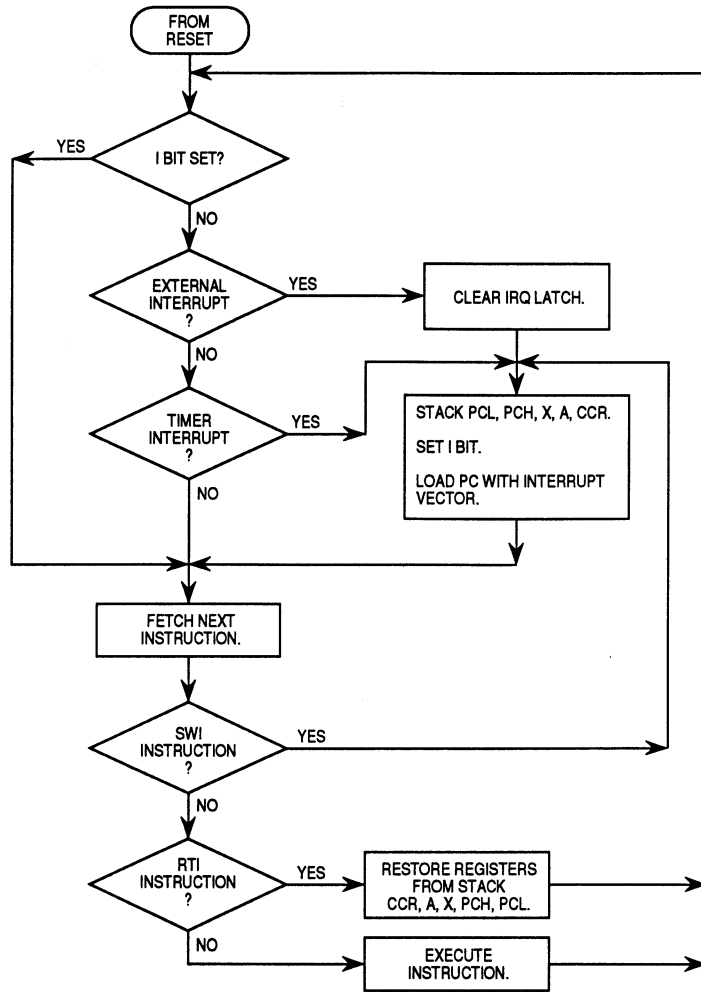 FROM
RESET
YES
I BIT SET?
NO
EXTERNAL
INTERRUPT
?
YES
CLEAR IRQ LATCH.
NO
TIMER
INTERRUPT
?
YES
STACK PCL, PCH, X, A, CCR.
SET I BIT.
LOAD PC WITH INTERRUPT
VECTOR.
NO
FETCH NEXT
INSTRUCTION.
SWI
INSTRUCTION
?
YES
NO
RTI
INSTRUCTION
?
YES
RESTORE REGISTERS
FROM STACK
CCR, A, X, PCH, PCL.
NO
EXECUTE
INSTRUCTION.